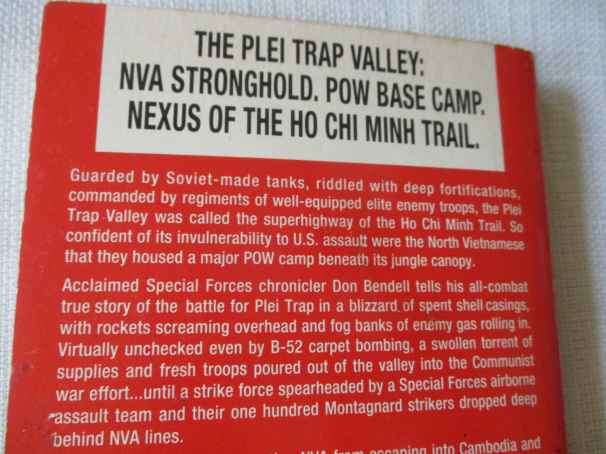 THE PLEI TRAP VALLEY:
NVA STRONGHOLD. POW BASE CAMP.
NEXUS OF THE HO CHI MINH TRAIL.
Guarded by Soviet-made tanks, riddled with deep fortifications,
commanded by regiments of well-equipped elite enemy troops, the Plei
Trap Valley was called the superhighway of the Ho Chi Minh Trail. So
confident of its invulnerability to U.S. assault were the North Vietnamese
that they housed a major POW camp beneath its jungle canopy.
Acclaimed Special Forces chronicler Don Bendell tells his all-combat
true story of the battle for Plei Trap in a blizzard of spent shell casings,
with rockets screaming overhead and fog banks of enemy gas rolling in.
Virtually unchecked even by B-52 carpet bombing, a swollen torrent of
supplies and fresh troops poured out of the valley into the Communist
war effort...until a strike force spearheaded by a Special Forces airborne
assault team and their one hundred Montagnard strikers dropped deep
behind NVA lines.
NVA from escaping into Cambodia and